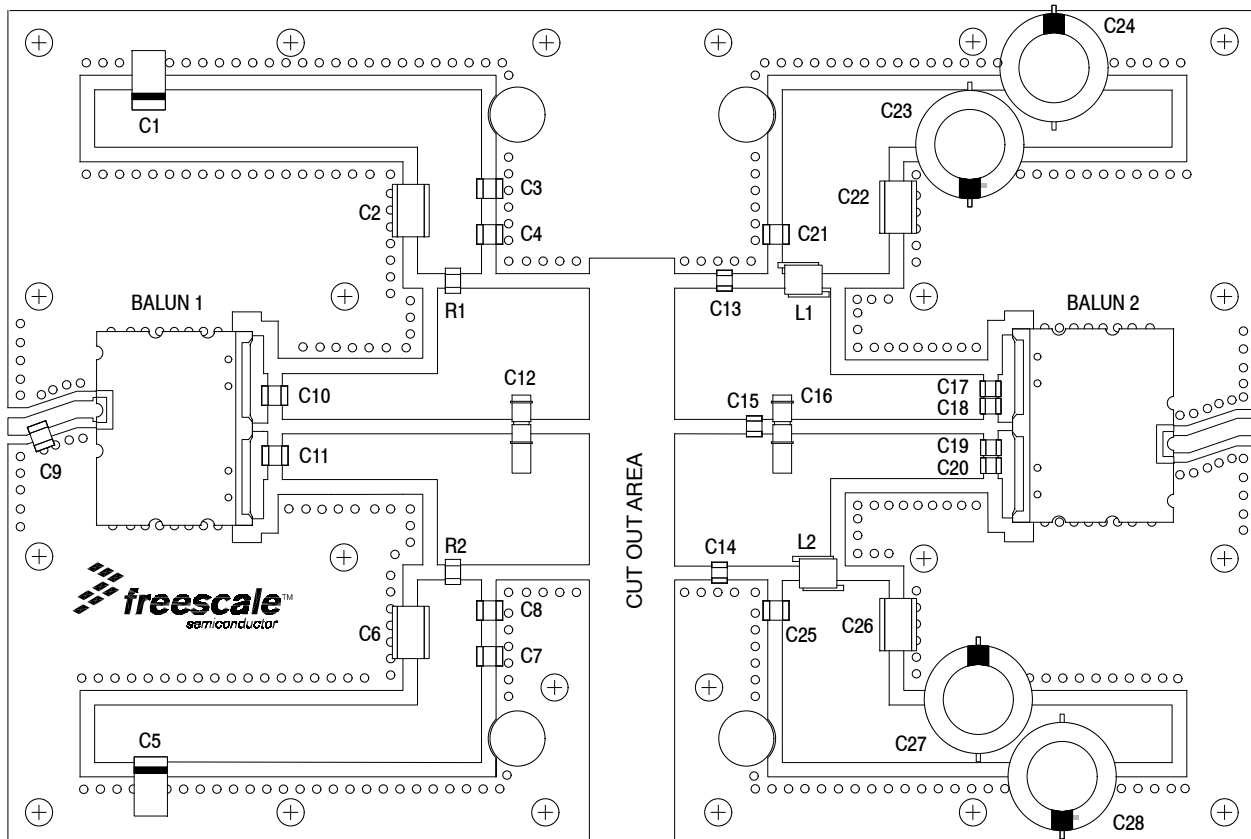 C24
C23
C1
C3
C2
C22
C4
C21
R1
C13
L1
BALUN 1
BALUN 2
C10
C12
C16
C17
C15
C18
C11
C19
C9
C20
CUT OUT AREA
R2
C14
L2
freescale™
semiconductor
C8
C6
C25
C26
C7
C5
C27
C28